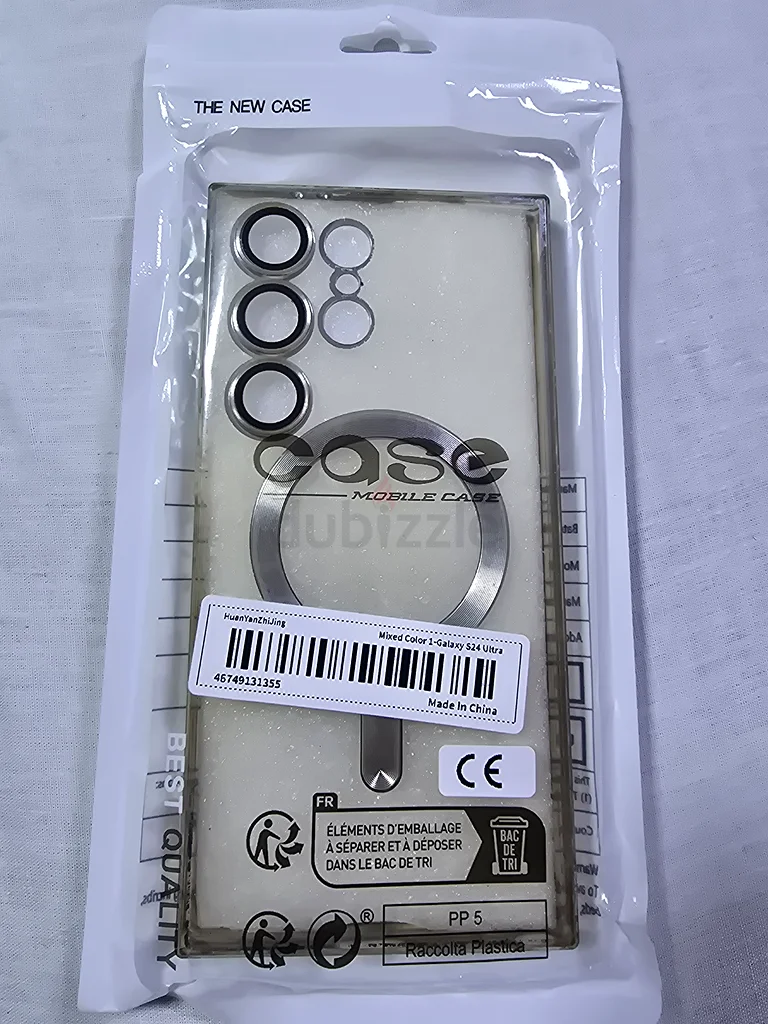 THE NEW CASE
case
MOBILE CASE
dubizzle
HuanYanZhiJing
Mixed Color 1-Galaxy S24 Ultra
46749131355
Made In China
CE
BEST QUALITY
FR
ÉLÉMENTS D'EMBALLAGE
À SÉPARER ET À DÉPOSER
DANS LE BAC DE TRI
BAC
DE
TRI
®
PP 5
Raccolta Plastica